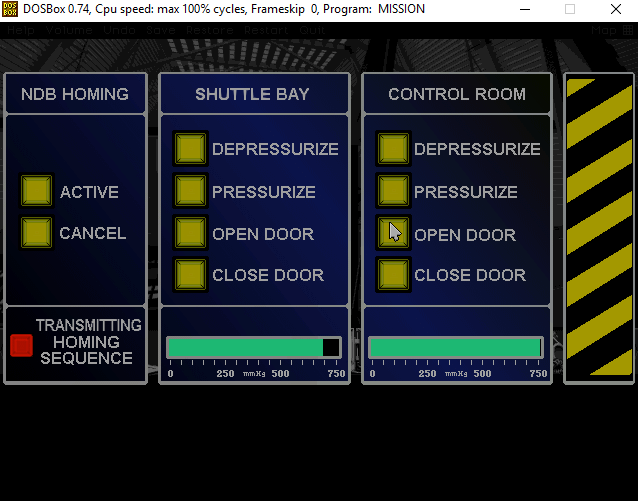 DOS
BOX
DOSBox 0.74, Cpu speed: max 100% cycles, Frameskip 0, Program: MISSION
Help Volume Undo Save Restore Restart Quit Map
NDB HOMING
ACTIVE
CANCEL
TRANSMITTING
HOMING
SEQUENCE
SHUTTLE BAY
DEPRESSURIZE
PRESSURIZE
OPEN DOOR
CLOSE DOOR
0 250 mmHg 500 750
CONTROL ROOM
DEPRESSURIZE
PRESSURIZE
OPEN DOOR
CLOSE DOOR
0 250 mmHg 500 750